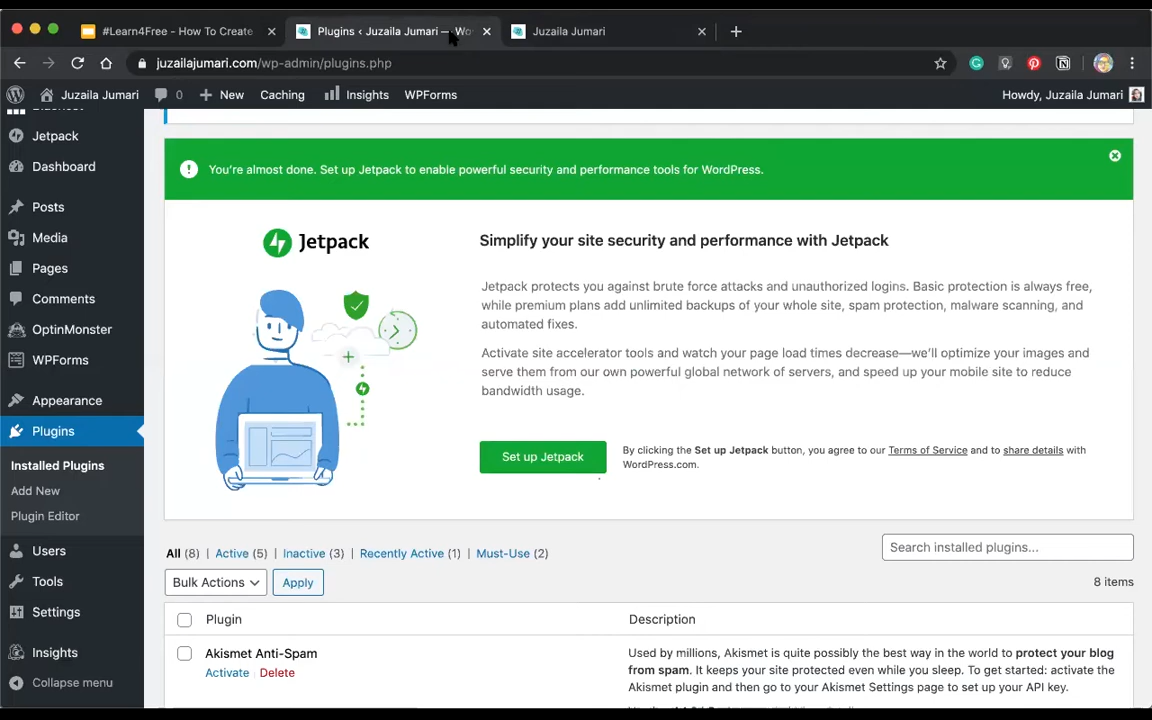 #Learn4Free - How To Create
Plugins ‹ Juzaila Jumari — Wo
Juzaila Jumari
juzailajumari.com/wp-admin/plugins.php
Juzaila Jumari
0
New
Caching
Insights
WPForms
Howdy, Juzaila Jumari
Jetpack
Dashboard
Posts
Media
Pages
Comments
OptinMonster
WPForms
Appearance
Plugins
Installed Plugins
Add New
Plugin Editor
Users
Tools
Settings
Insights
Collapse menu
You're almost done. Set up Jetpack to enable powerful security and performance tools for WordPress.
Jetpack
Simplify your site security and performance with Jetpack
Jetpack protects you against brute force attacks and unauthorized logins. Basic protection is always free,
while premium plans add unlimited backups of your whole site, spam protection, malware scanning, and
automated fixes.
Activate site accelerator tools and watch your page load times decrease—we'll optimize your images and
serve them from our own powerful global network of servers, and speed up your mobile site to reduce
bandwidth usage.
Set up Jetpack
By clicking the Set up Jetpack button, you agree to our Terms of Service and to share details with
WordPress.com.
All (8) | Active (5) | Inactive (3) | Recently Active (1) | Must-Use (2)
Search installed plugins...
Bulk Actions
Apply
8 items
Plugin
Description
Akismet Anti-Spam
Activate | Delete
Used by millions, Akismet is quite possibly the best way in the world to protect your blog
from spam. It keeps your site protected even while you sleep. To get started: activate the
Akismet plugin and then go to your Akismet Settings page to set up your API key.